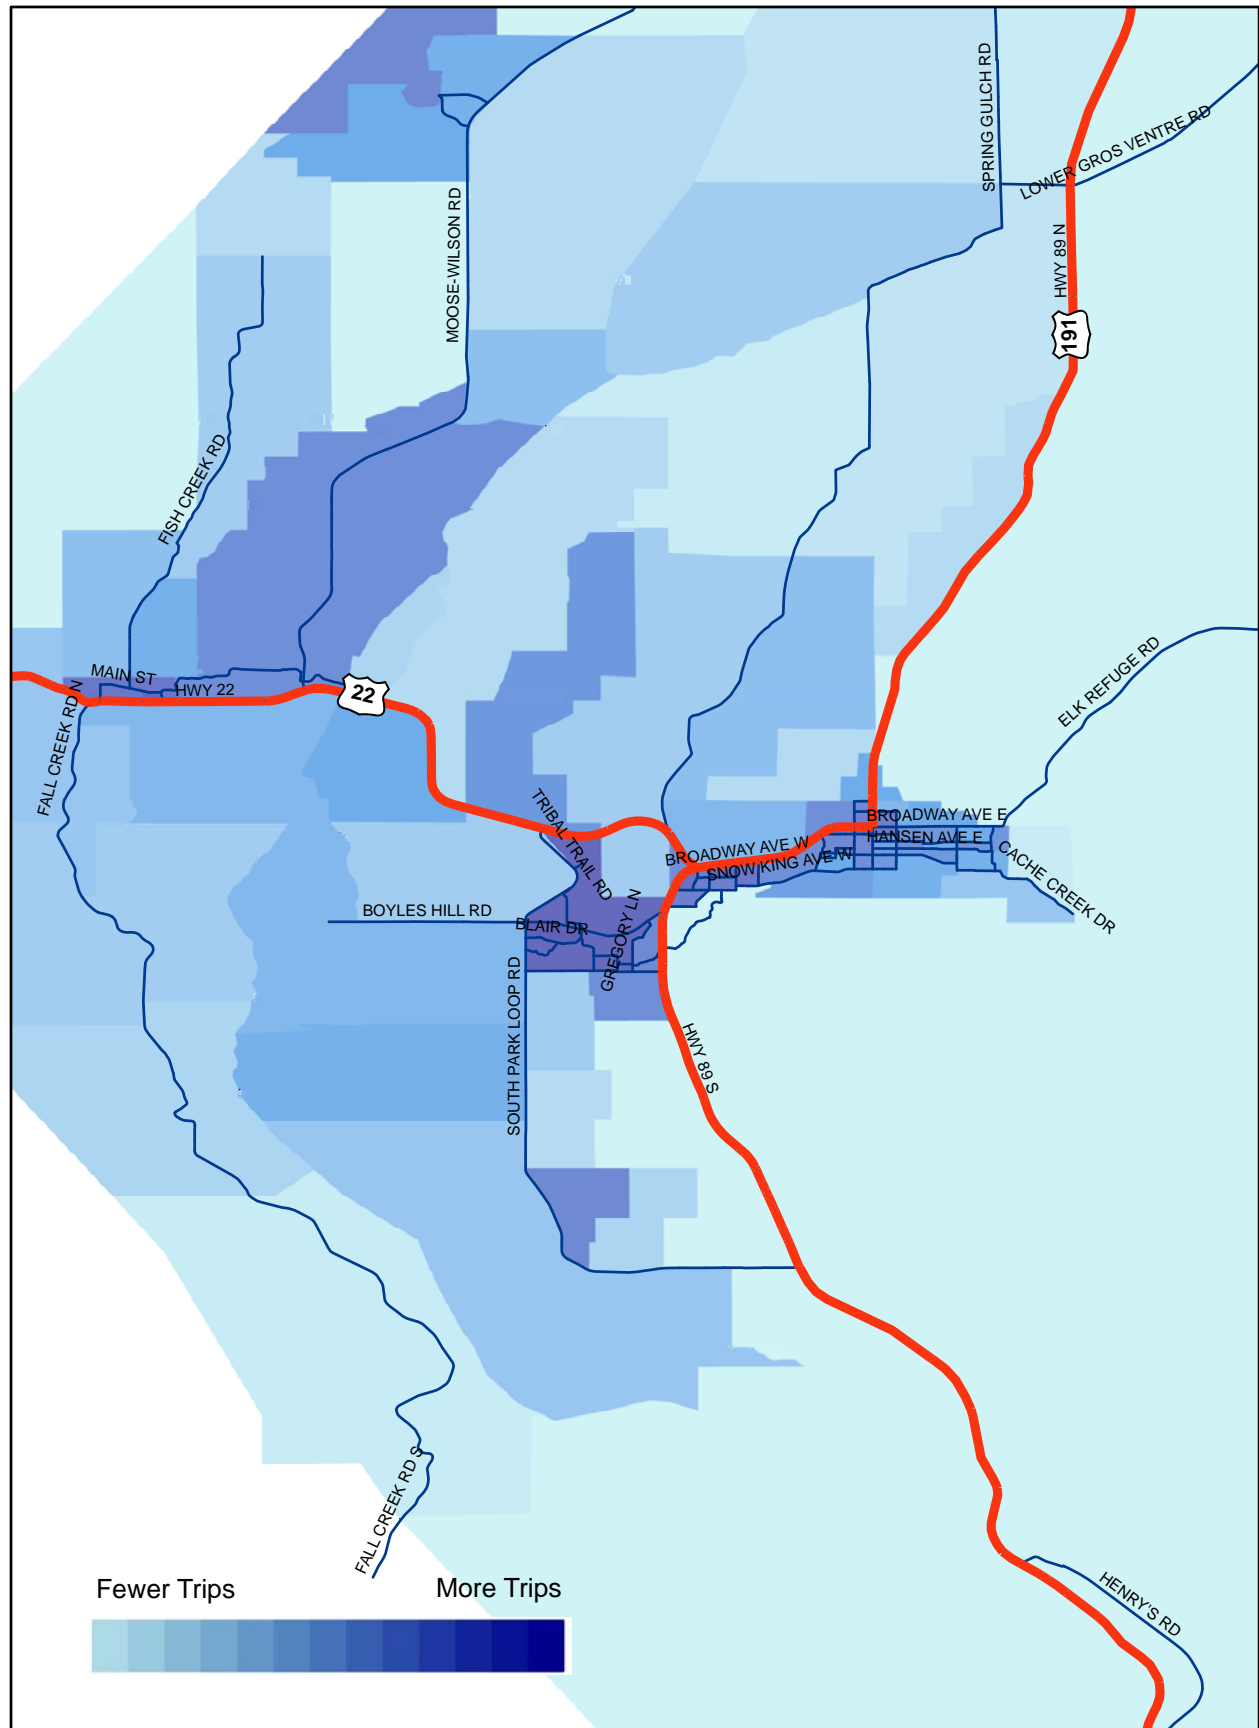 SPRING GULCH RD
LOWER GROS VENTRE RD
MOOSE-WILSON RD
HWY 89 N
191
FISH CREEK RD
ELK REFUGE RD
MAIN ST
HWY 22
22
FALL CREEK RD N
TRIBAL TRAIL RD
BROADWAY AVE E
HANSEN AVE E
BROADWAY AVE W
SNOW KING AVE W
CACHE CREEK DR
BOYLES HILL RD
BLAIR DR
GREGORY LN
SOUTH PARK LOOP RD
HWY 89 S
FALL CREEK RD S
HENRY'S RD
Fewer Trips
More Trips